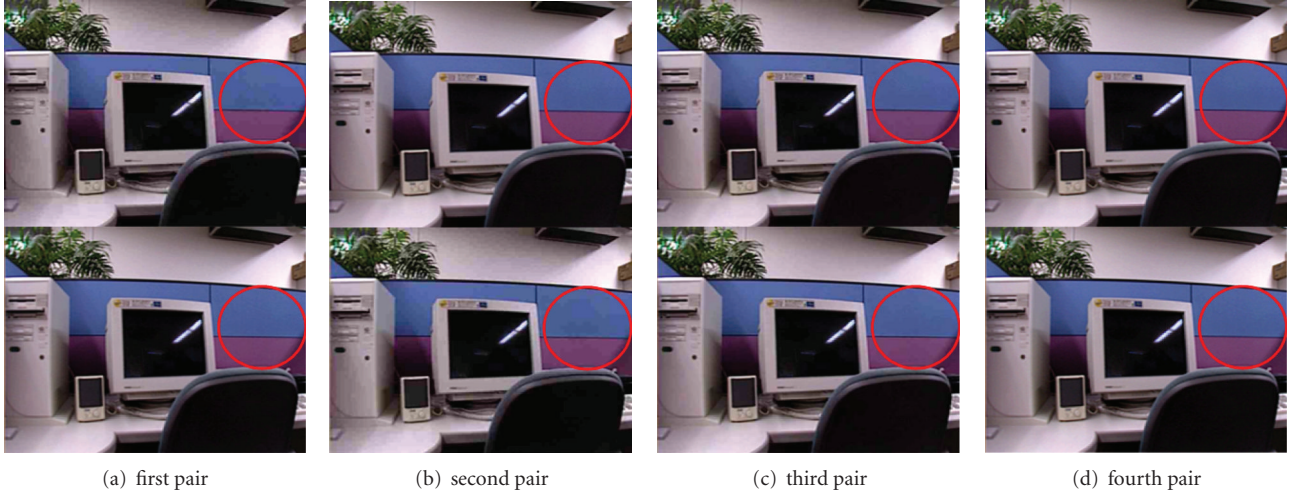 (a) first pair
(b) second pair
(c) third pair
(d) fourth pair